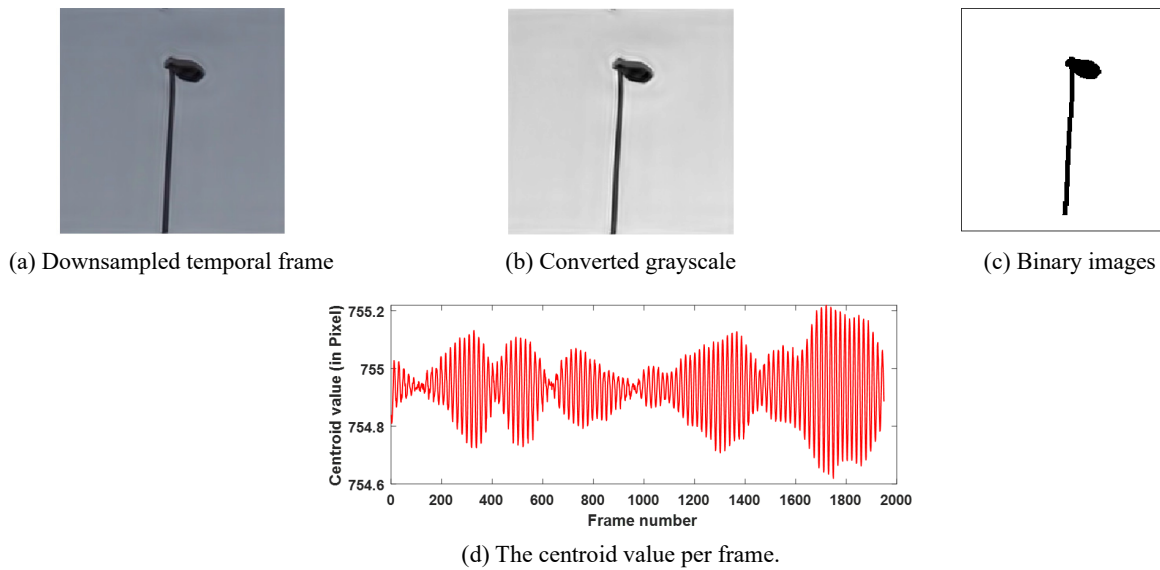 (a) Downsampled temporal frame
(b) Converted grayscale
(c) Binary images
Centroid value (in Pixel)
755.2
755
754.8
754.6
0 200 400 600 800 1000 1200 1400 1600 1800 2000
Frame number
(d) The centroid value per frame.